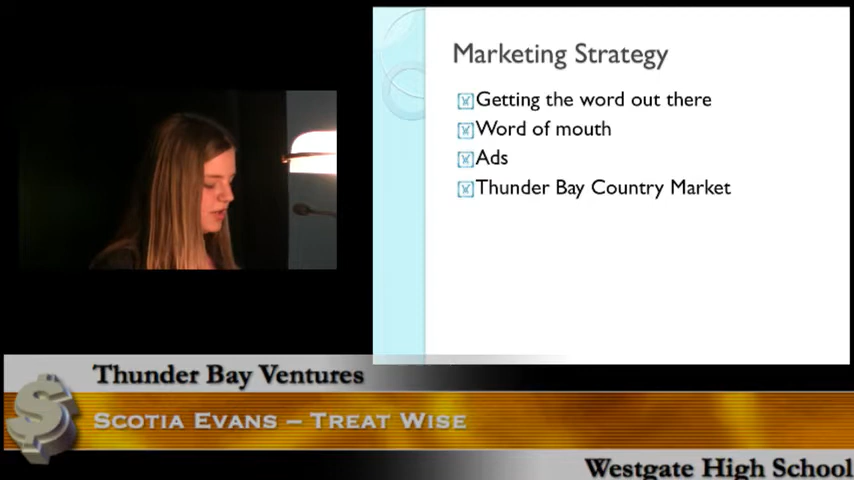 Marketing Strategy
Getting the word out there
Word of mouth
Ads
Thunder Bay Country Market
Thunder Bay Ventures
$
Scotia Evans – Treat Wise
Westgate High School